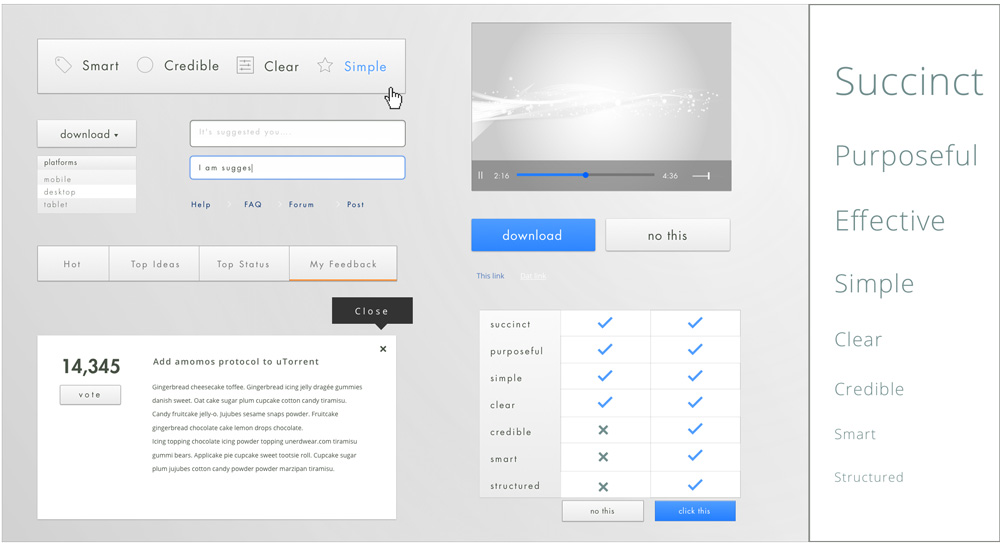 Smart Credible Clear Simple
download
platforms
mobile
desktop
tablet
It's suggested you....
I am sugges
Help FAQ Forum Post
Hot Top Ideas Top Status My Feedback
Close
14,345
vote
Add amomos protocol to uTorrent
Gingerbread cheesecake toffee. Gingerbread icing jelly dragée gummies
danish sweet. Oat cake sugar plum cupcake cotton candy tiramisu.
Candy fruitcake jelly-o. Jujubes sesame snaps powder. Fruitcake
gingerbread chocolate cake lemon drops chocolate.
Icing topping chocolate icing powder topping unerdwear.com tiramisu
gummi bears. Applicake pie cupcake sweet tootsie roll. Cupcake sugar
plum jujubes cotton candy powder powder marzipan tiramisu.
2:16 4:36
download no this
This link Dis link
succinct
purposeful
simple
clear
credible
smart
structured
no this click this
Succinct
Purposeful
Effective
Simple
Clear
Credible
Smart
Structured